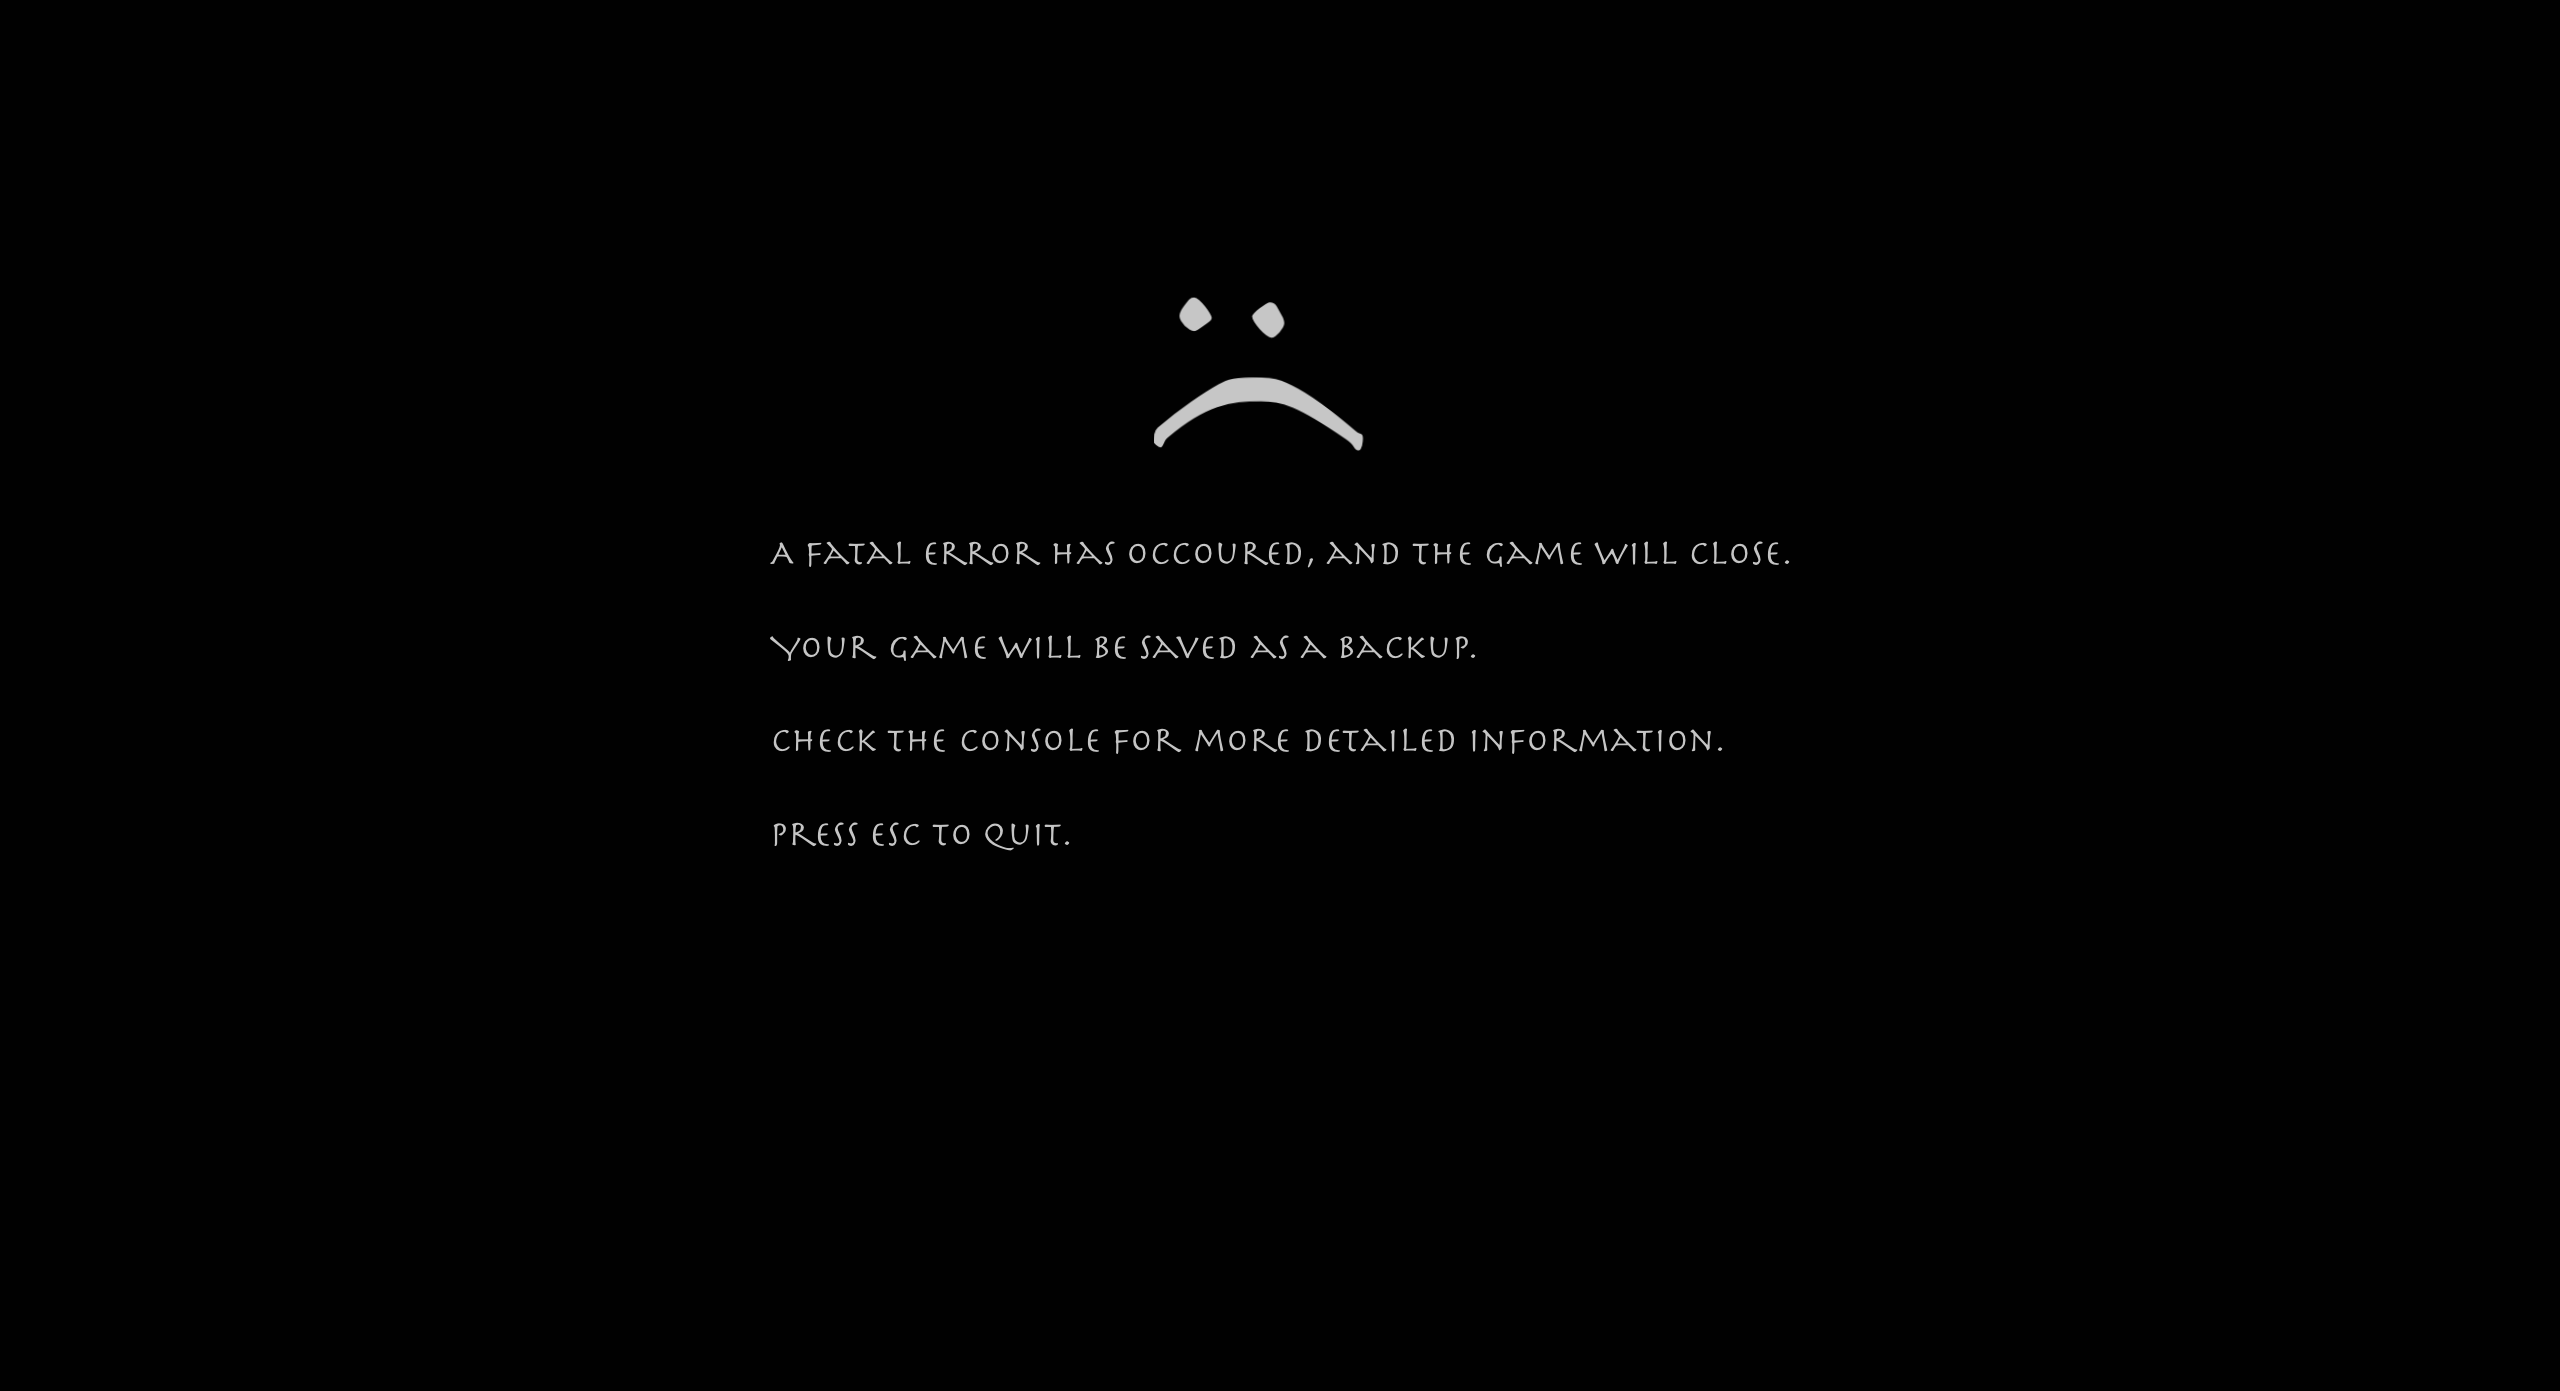 A fatal error has occoured, and the game will close.
Your game will be saved as a backup.
Check the console for more detailed information.
Press ESC to quit.